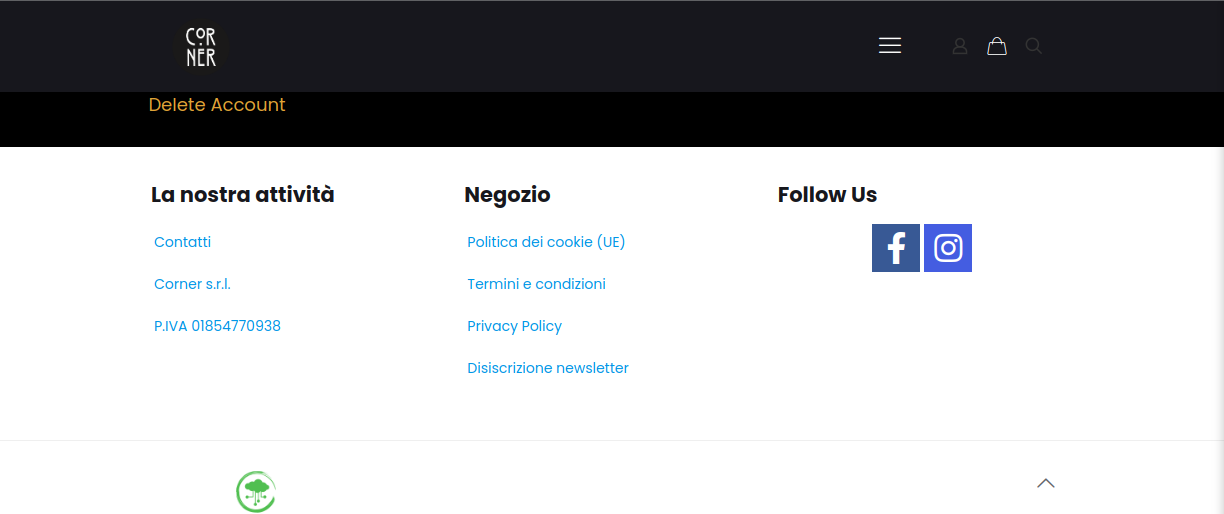 COR
NER
Delete Account
La nostra attività
Contatti
Corner s.r.l.
P.IVA 01854770938
Negozio
Politica dei cookie (UE)
Termini e condizioni
Privacy Policy
Disiscrizione newsletter
Follow Us